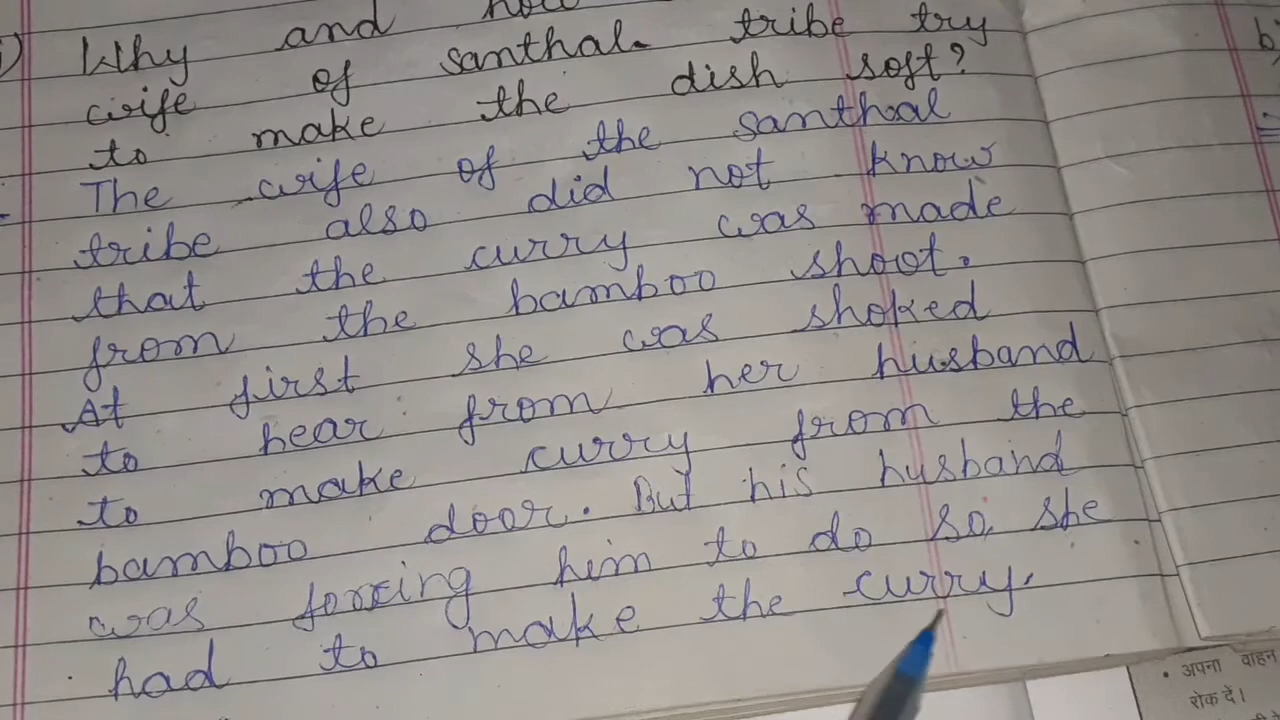 i) Why and how
wife of santhal tribe try
to make the dish soft?
The wife of the santhal
tribe also did not know
that the curry was made
from the bamboo shoot.
At first she was shoked
to hear from her husband
to make curry from the
bamboo door. But his husband
was forcing him to do so, she
had to make the curry.
b)
• अपना वाहन
रोक दें।